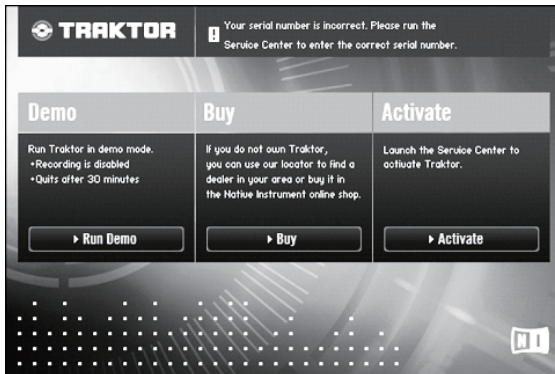 TRAKTOR
! Your serial number is incorrect. Please run the
Service Center to enter the correct serial number.
Demo
Run Traktor in demo mode.
•Recording is disabled
•Quits after 30 minutes
Run Demo
Buy
If you do not own Traktor,
you can use our locator to find a
dealer in your area or buy it in
the Native Instrument online shop.
Buy
Activate
Launch the Service Center to
activate Traktor.
Activate
NI